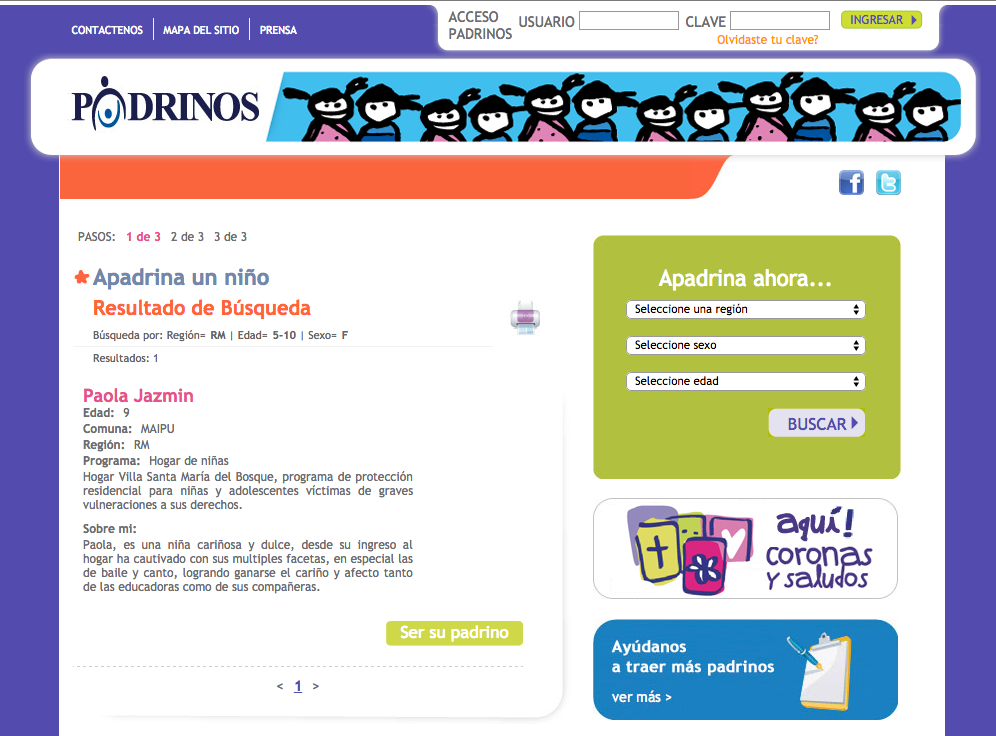 CONTACTENOS
MAPA DEL SITIO
PRENSA
ACCESO
PADRINOS
USUARIO
CLAVE
INGRESAR
Olvidaste tu clave?
PADRINOS
PASOS: 1 de 3 2 de 3 3 de 3
Apadrina un niño
Resultado de Búsqueda
Búsqueda por: Región= RM | Edad= 5-10 | Sexo= F
Resultados: 1
Paola Jazmin
Edad: 9
Comuna: MAIPU
Región: RM
Programa: Hogar de niñas
Hogar Villa Santa María del Bosque, programa de protección
residencial para niñas y adolescentes víctimas de graves
vulneraciones a sus derechos.
Sobre mi:
Paola, es una niña cariñosa y dulce, desde su ingreso al
hogar ha cautivado con sus multiples facetas, en especial las
de baile y canto, logrando ganarse el cariño y afecto tanto
de las educadoras como de sus compañeras.
Ser su padrino
< 1 >
Apadrina ahora...
Seleccione una región
Seleccione sexo
Seleccione edad
BUSCAR
aquí!
coronas
y saludos
Ayúdanos
a traer más padrinos
ver más >